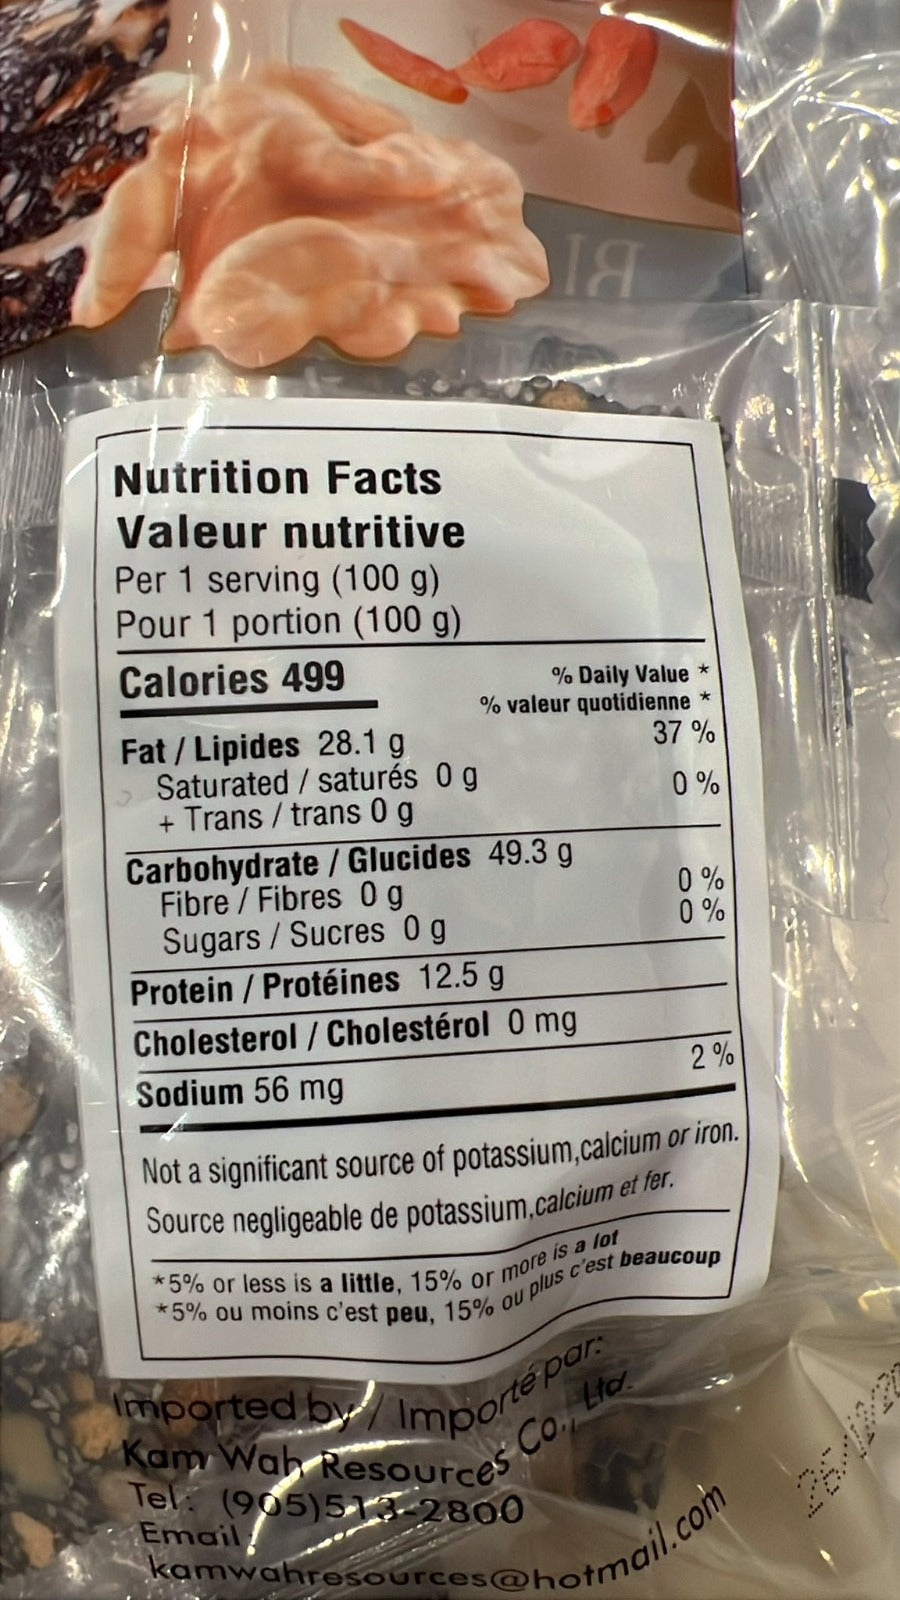 Nutrition Facts
Valeur nutritive
Per 1 serving (100 g)
Pour 1 portion (100 g)
Calories 499
% Daily Value *
% valeur quotidienne *
Fat / Lipides 28.1 g 37 %
Saturated / saturés 0 g
+ Trans / trans 0 g 0 %
Carbohydrate / Glucides 49.3 g
Fibre / Fibres 0 g 0 %
Sugars / Sucres 0 g 0 %
Protein / Protéines 12.5 g
Cholesterol / Cholestérol 0 mg
Sodium 56 mg 2 %
Not a significant source of potassium,calcium or iron.
Source negligeable de potassium,calcium et fer.
*5% or less is a little, 15% or more is a lot
*5% ou moins c'est peu, 15% ou plus c'est beaucoup
Imported by / Importé par:
Kam Wah Resources Co., Ltd.
Tel: (905)513-2800
Email
kamwahresources@hotmail.com